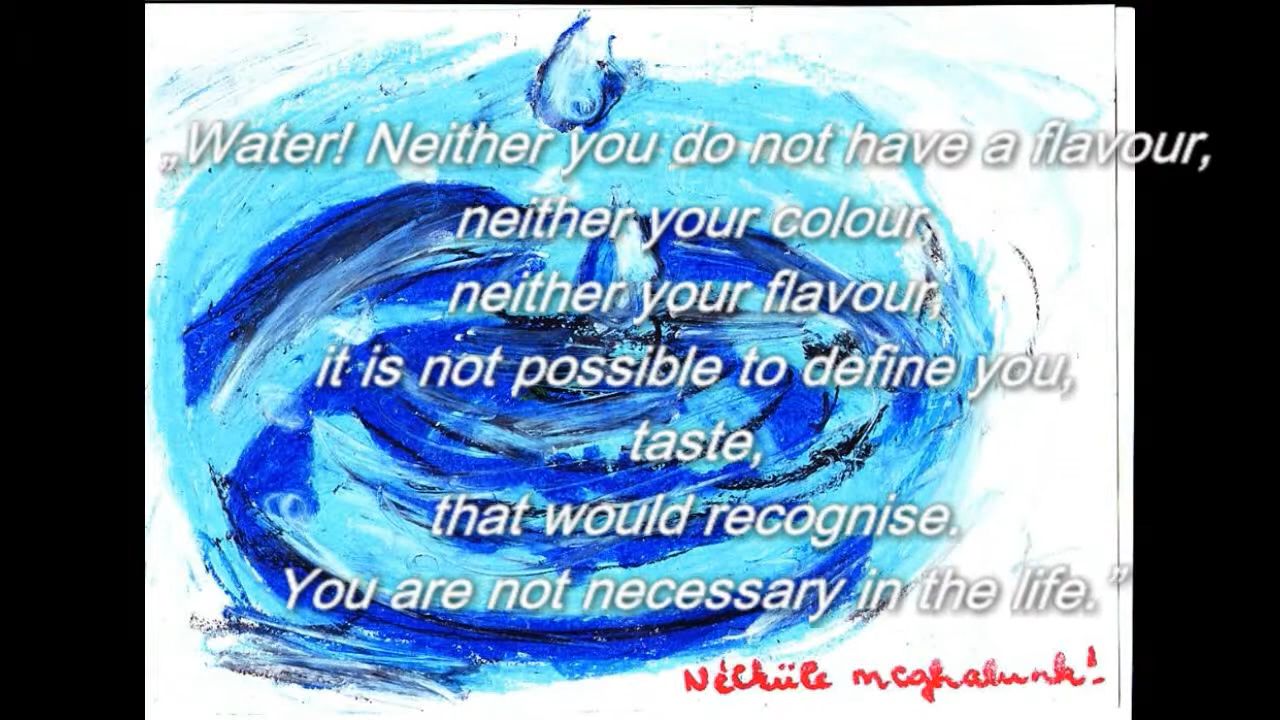 „Water! Neither you do not have a flavour,
neither your colour,
neither your flavour,
it is not possible to define you,
taste,
that would recognise.
You are not necessary in the life.”
Nélküle meghalunk!